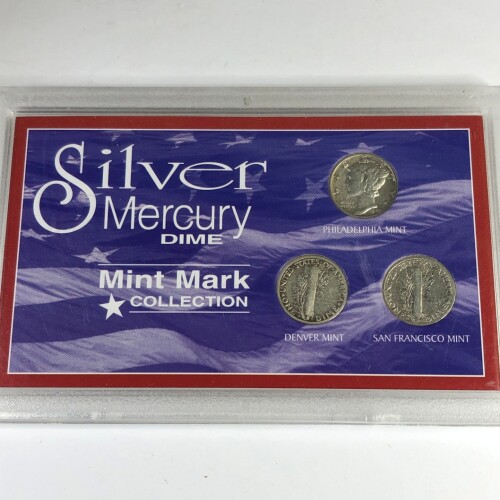 Silver
Mercury
DIME
Mint Mark
COLLECTION
PHILADELPHIA MINT
DENVER MINT
SAN FRANCISCO MINT